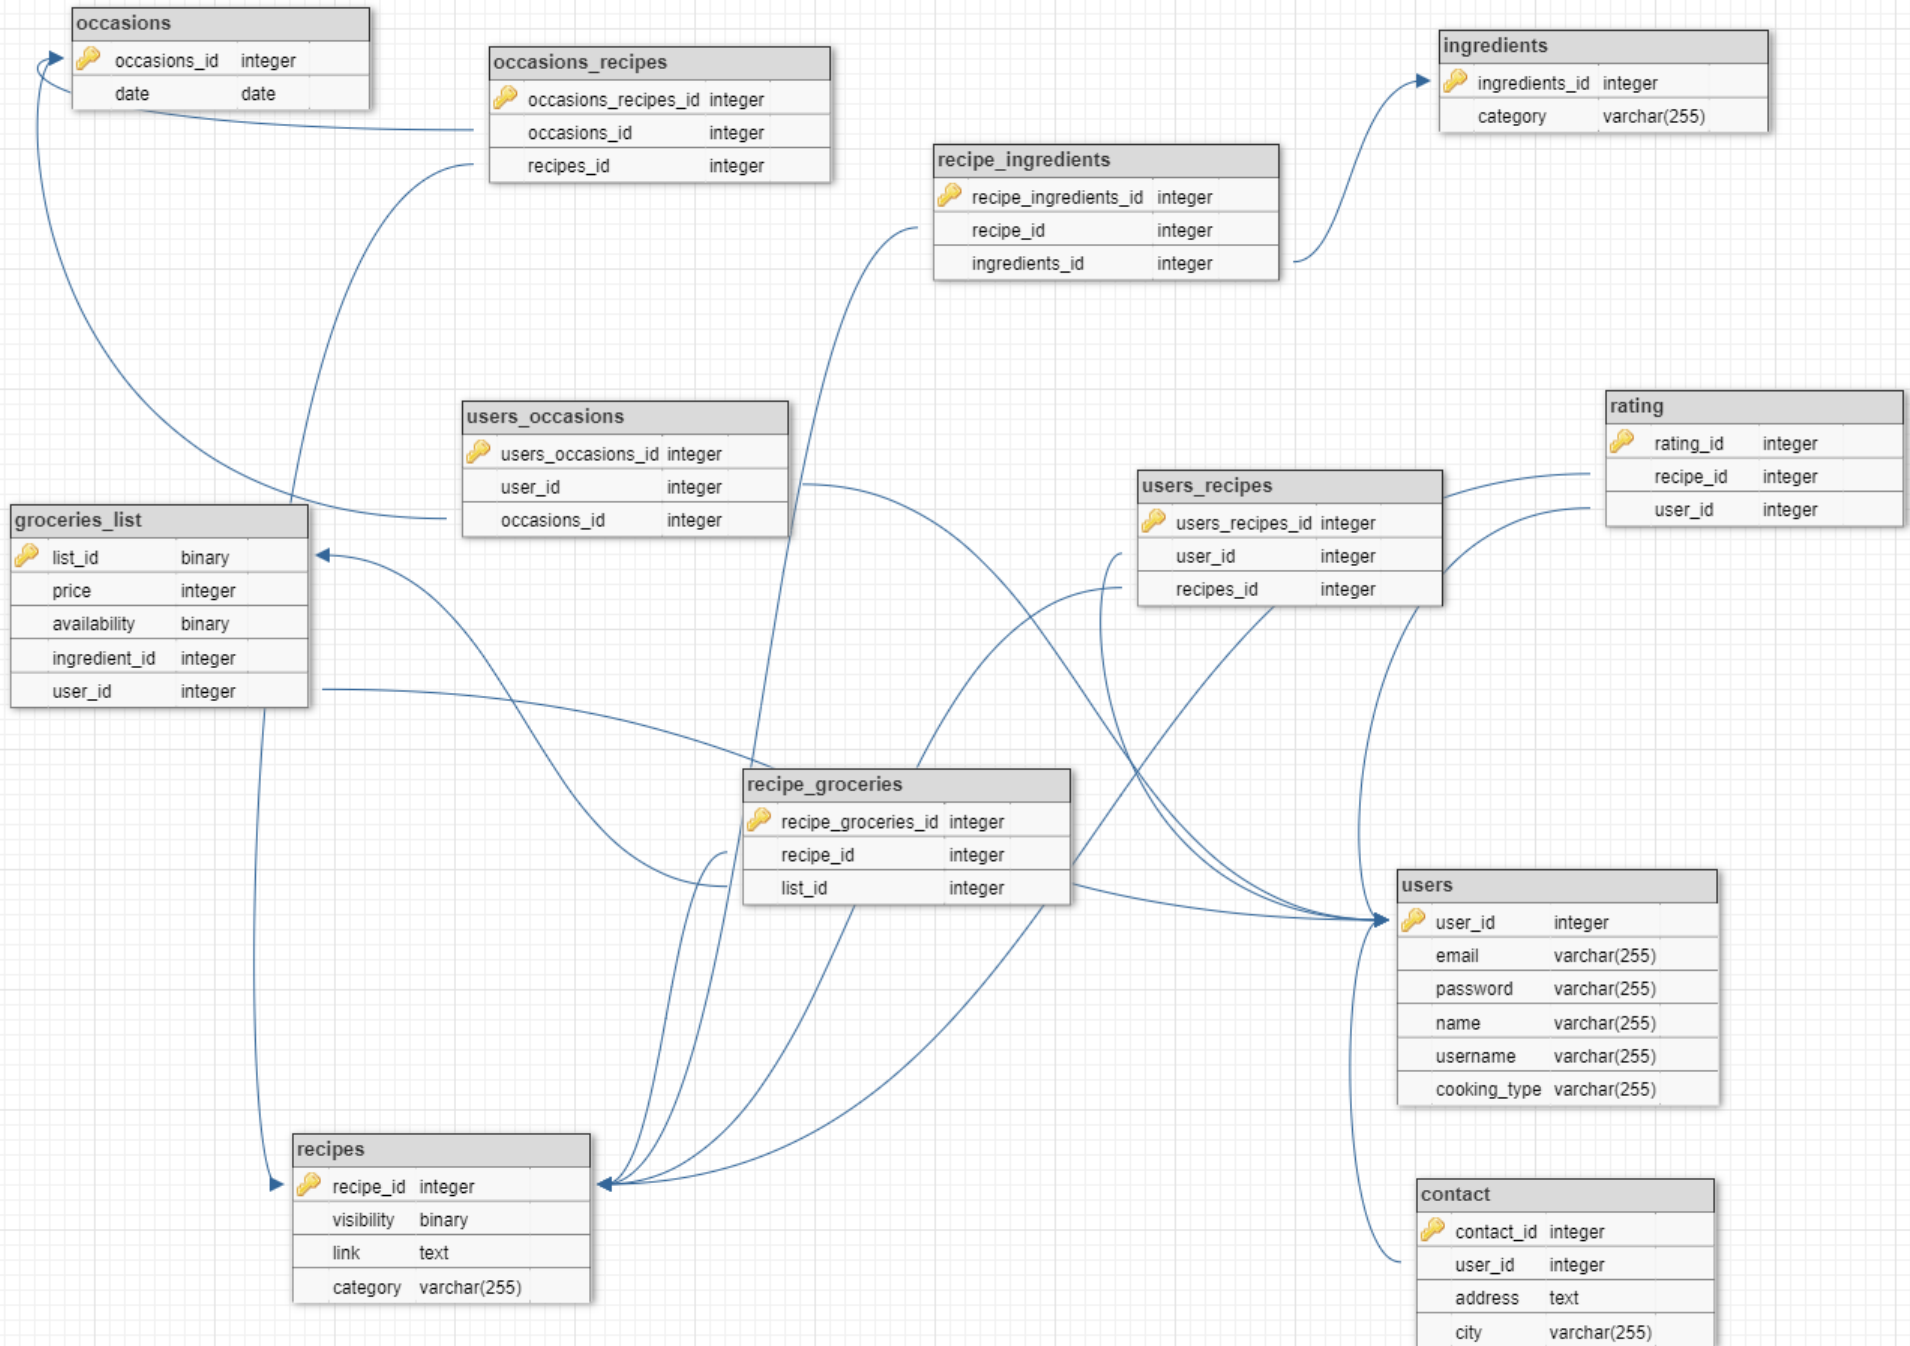 occasions
occasions_id integer
date date
occasions_recipes
occasions_recipes_id integer
occasions_id integer
recipes_id integer
ingredients
ingredients_id integer
category varchar(255)
recipe_ingredients
recipe_ingredients_id integer
recipe_id integer
ingredients_id integer
users_occasions
users_occasions_id integer
user_id integer
occasions_id integer
rating
rating_id integer
recipe_id integer
user_id integer
users_recipes
users_recipes_id integer
user_id integer
recipes_id integer
groceries_list
list_id binary
price integer
availability binary
ingredient_id integer
user_id integer
recipe_groceries
recipe_groceries_id integer
recipe_id integer
list_id integer
users
user_id integer
email varchar(255)
password varchar(255)
name varchar(255)
username varchar(255)
cooking_type varchar(255)
recipes
recipe_id integer
visibility binary
link text
category varchar(255)
contact
contact_id integer
user_id integer
address text
city varchar(255)